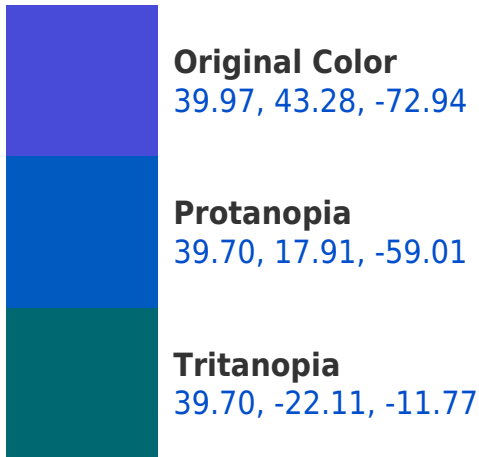 Original Color
39.97, 43.28, -72.94
Protanopia
39.70, 17.91, -59.01
Tritanopia
39.70, -22.11, -11.77